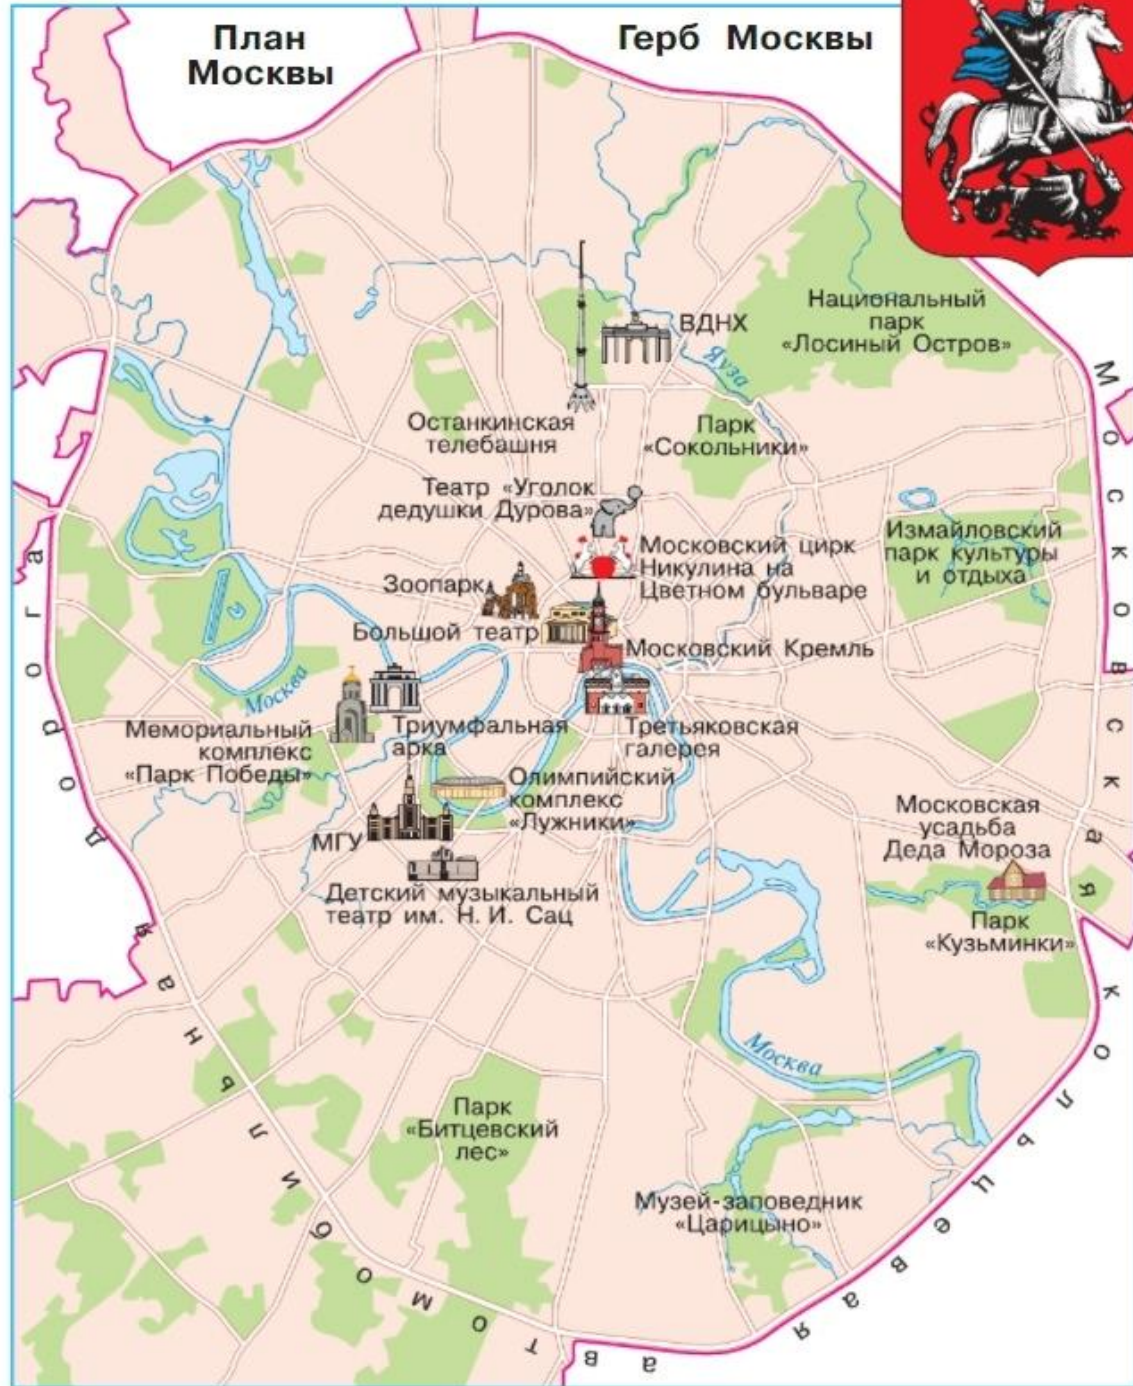 План
Москвы
Герб Москвы
Национальный
парк
«Лосиный Остров»
ВДНХ
Яуза
Останкинская
телебашня
Парк
«Сокольники»
Театр «Уголок
дедушки Дурова»
Московский цирк
Никулина на
Цветном бульваре
Измайловский
парк культуры
и отдыха
Зоопарк
Большой театр
Московский Кремль
Москва
Мемориальный
комплекс
«Парк Победы»
Триумфальная
арка
Третьяковская
галерея
Олимпийский
комплекс
«Лужники»
МГУ
Детский музыкальный
театр им. Н. И. Сац
Московская
усадьба
Деда Мороза
Парк
«Кузьминки»
Москва
Парк
«Битцевский
лес»
Музей-заповедник
«Царицыно»
Московская кольцевая автомобильная дорога